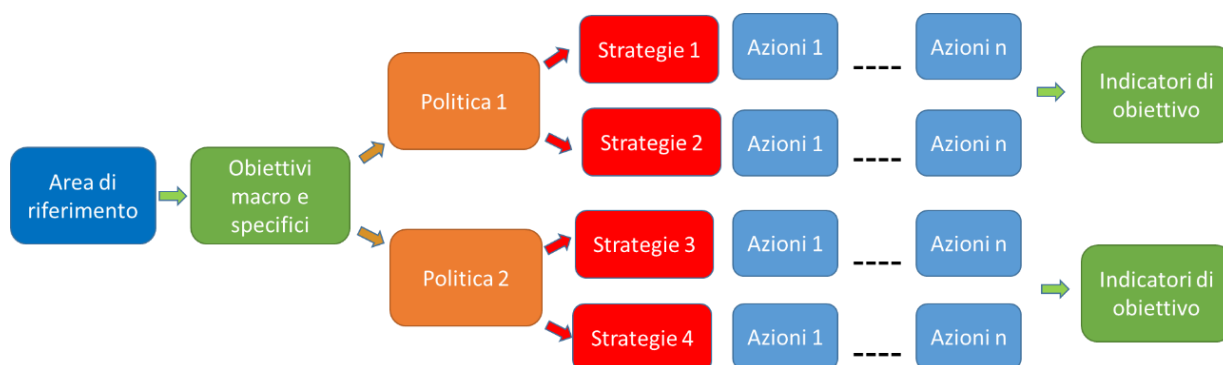 Area di
riferimento
Obiettivi
macro e
specifici
Politica 1
Strategie 1
Azioni 1
----
Azioni n
Strategie 2
Azioni 1
----
Azioni n
Indicatori di
obiettivo
Politica 2
Strategie 3
Azioni 1
----
Azioni n
Strategie 4
Azioni 1
----
Azioni n
Indicatori di
obiettivo